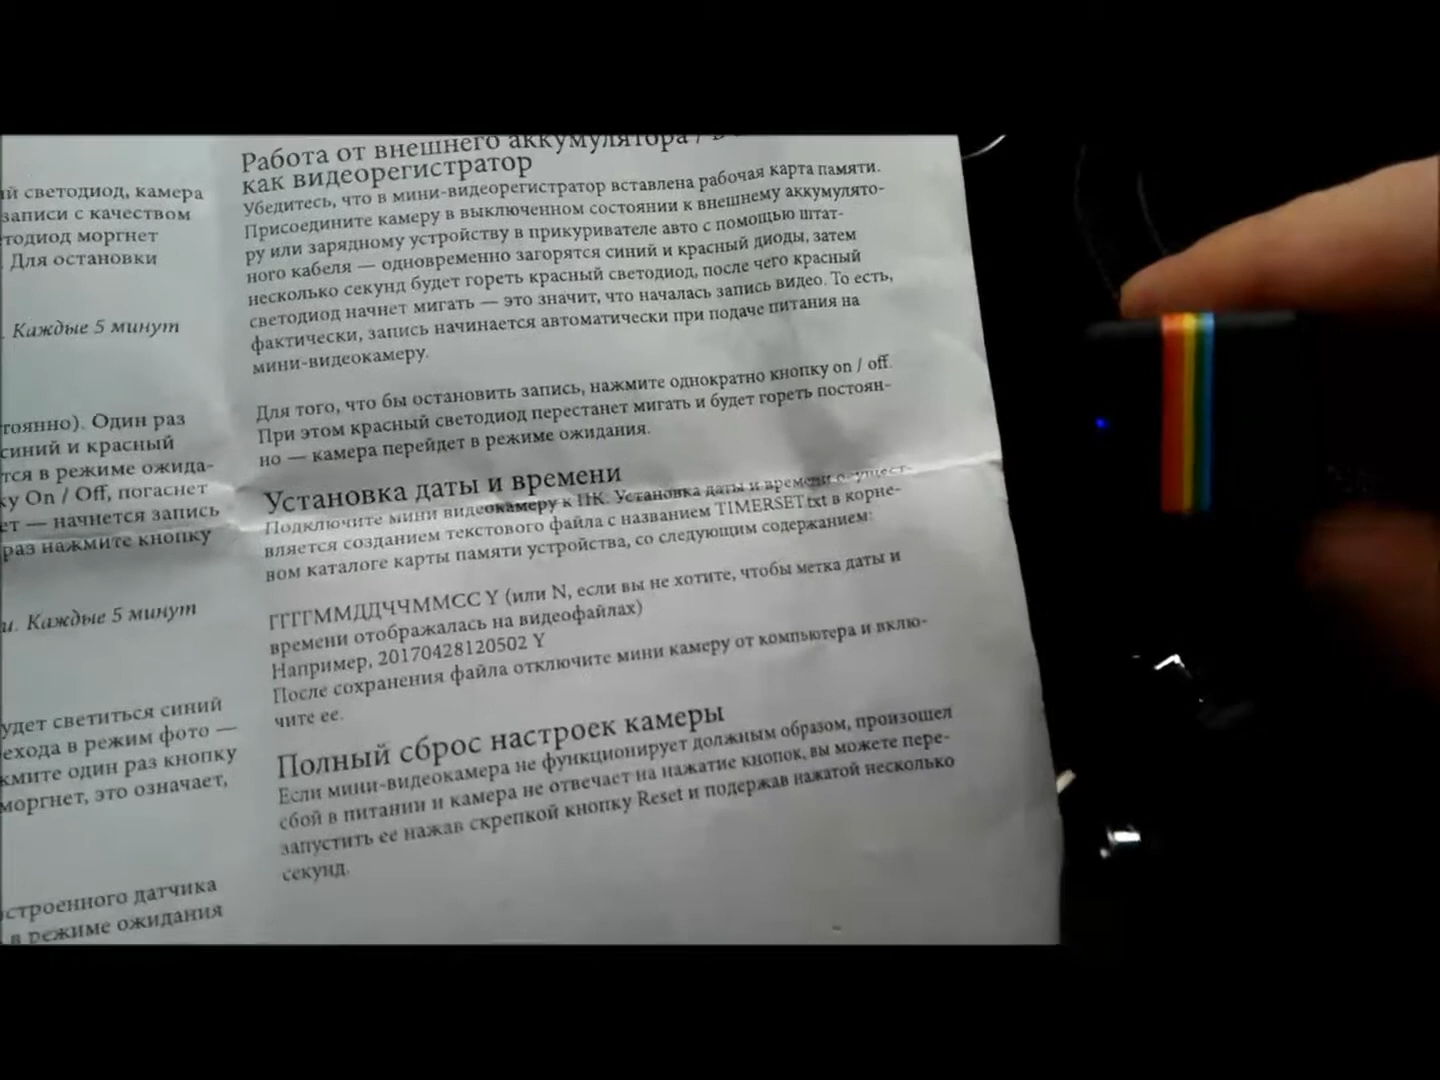 ий светодиод, камера
записи с качеством
тодиод моргнет
. Для остановки
. Каждые 5 минут
тоянно). Один раз
синий и красный
тся в режиме ожида-
ку On / Off, погаснет
ет — начнется запись
раз нажмите кнопку
и. Каждые 5 минут
удет светиться синий
ехода в режим фото —
жмите один раз кнопку
моргнет, это означает,
строенного датчика
в режиме ожидания
Работа от внешнего аккумулятора /
как видеорегистратор
Убедитесь, что в мини-видеорегистратор вставлена рабочая карта памяти.
Присоедините камеру в выключенном состоянии к внешнему аккумулято-
ру или зарядному устройству в прикуривателе авто с помощью штат-
ного кабеля — одновременно загорятся синий и красный диоды, затем
несколько секунд будет гореть красный светодиод, после чего красный
светодиод начнет мигать — это значит, что началась запись видео. То есть,
фактически, запись начинается автоматически при подаче питания на
мини-видеокамеру.
Для того, что бы остановить запись, нажмите однократно кнопку on / off.
При этом красный светодиод перестанет мигать и будет гореть постоян-
но — камера перейдет в режиме ожидания.
Установка даты и времени
Подключите мини видеокамеру к ПК. Установка даты и времени осущест-
вляется созданием текстового файла с названием TIMERSET.txt в корне-
вом каталоге карты памяти устройства, со следующим содержанием:
ГГГГММДДЧЧММСС Y (или N, если вы не хотите, чтобы метка даты и
времени отображалась на видеофайлах)
Например, 20170428120502 Y
После сохранения файла отключите мини камеру от компьютера и вклю-
чите ее.
Полный сброс настроек камеры
Если мини-видеокамера не функционирует должным образом, произошел
сбой в питании и камера не отвечает на нажатие кнопок, вы можете пере-
запустить ее нажав скрепкой кнопку Reset и подержав нажатой несколько
секунд.